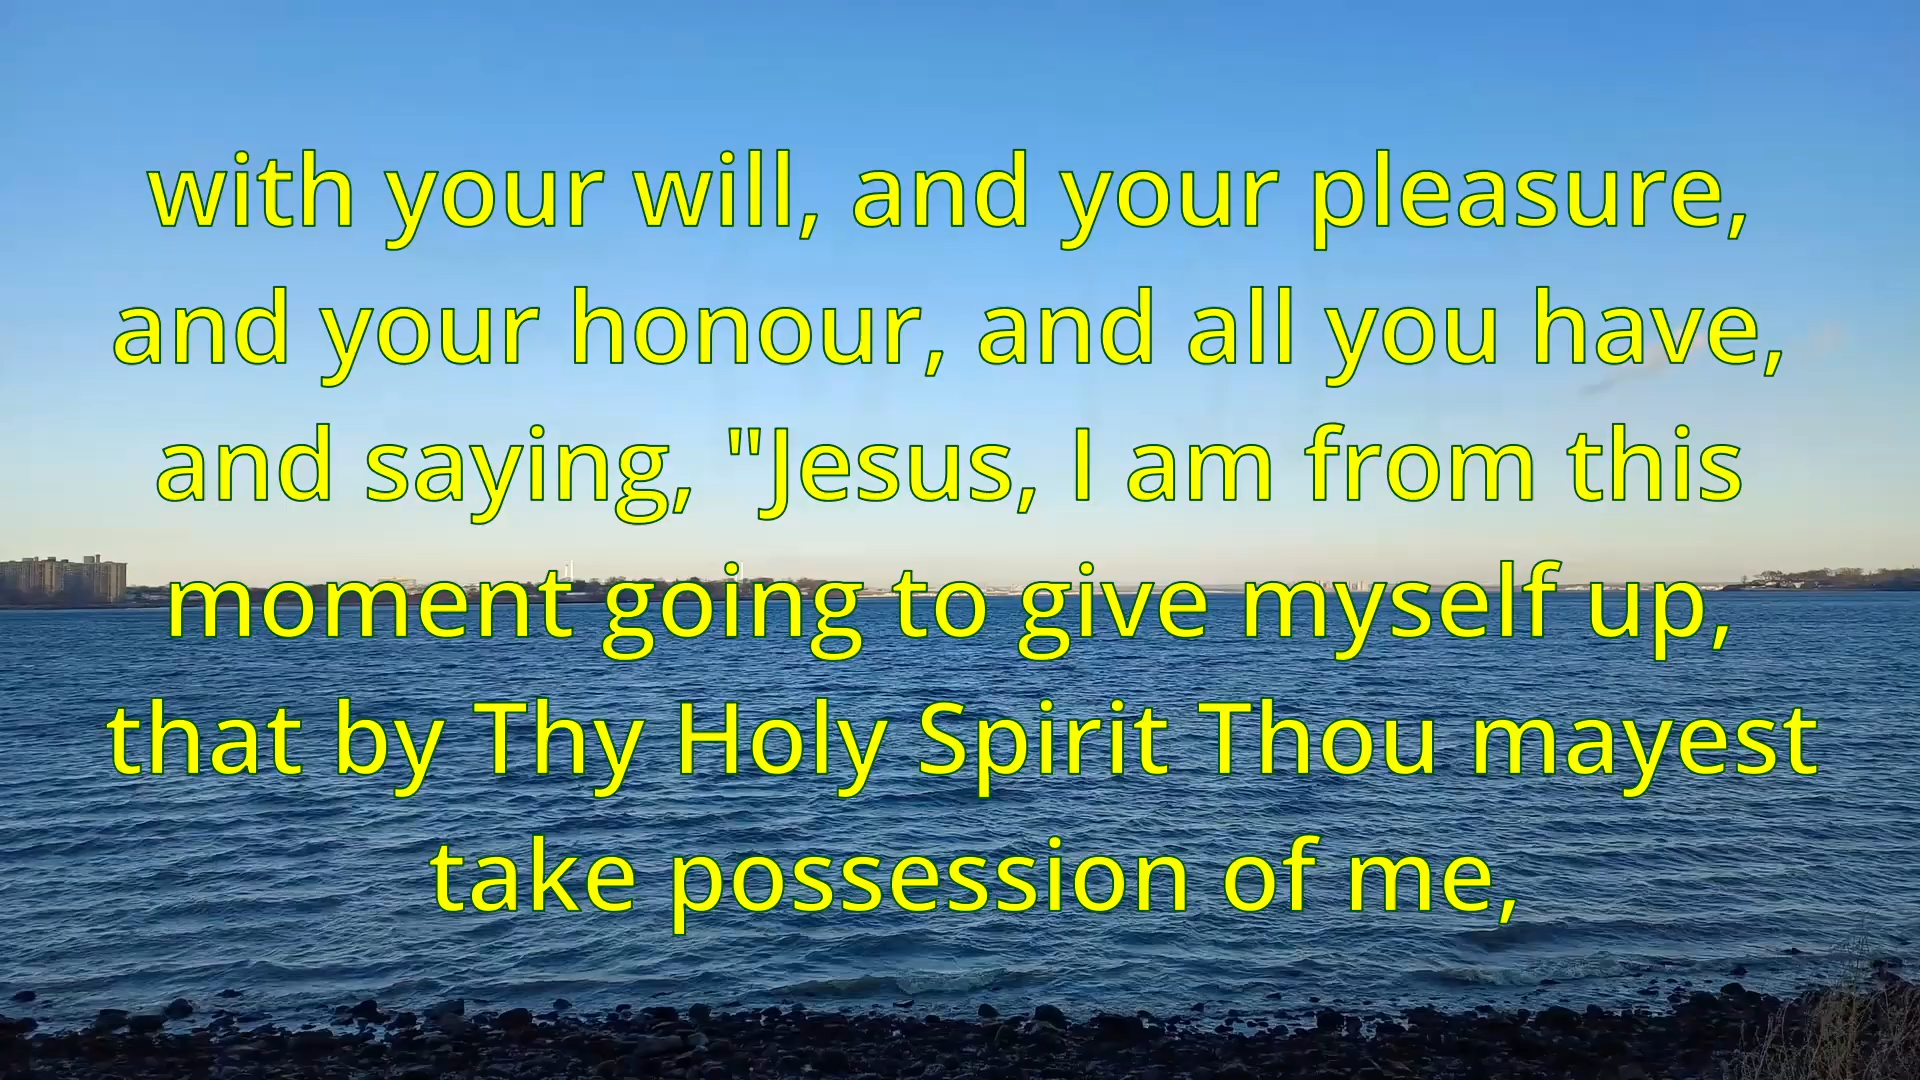 with your will, and your pleasure,
and your honour, and all you have,
and saying, "Jesus, I am from this
moment going to give myself up,
that by Thy Holy Spirit Thou mayest
take possession of me,